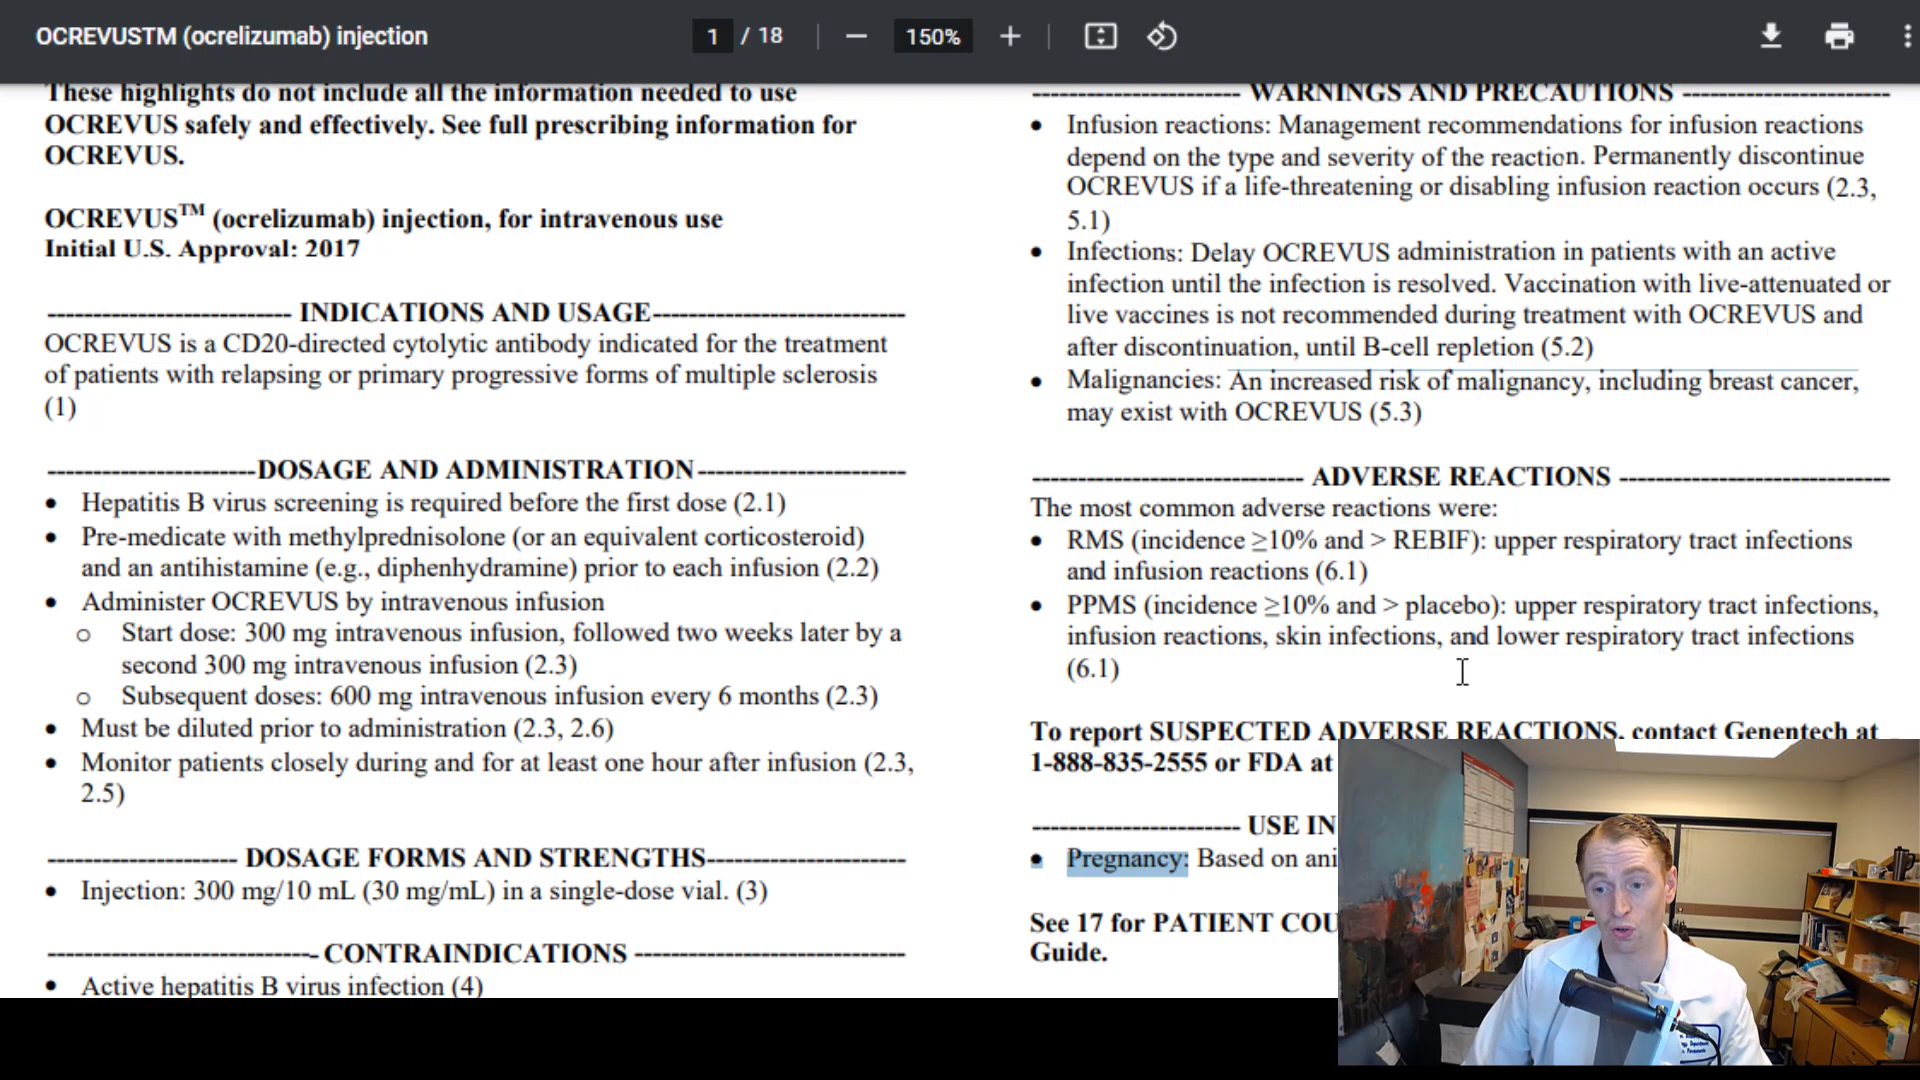 OCREVUSTM (ocrelizumab) injection
1 / 18
150%
These highlights do not include all the information needed to use
OCREVUS safely and effectively. See full prescribing information for
OCREVUS.
OCREVUS™ (ocrelizumab) injection, for intravenous use
Initial U.S. Approval: 2017
---------------------------- INDICATIONS AND USAGE----------------------------
OCREVUS is a CD20-directed cytolytic antibody indicated for the treatment
of patients with relapsing or primary progressive forms of multiple sclerosis
(1)
------------------------DOSAGE AND ADMINISTRATION------------------------
• Hepatitis B virus screening is required before the first dose (2.1)
• Pre-medicate with methylprednisolone (or an equivalent corticosteroid)
and an antihistamine (e.g., diphenhydramine) prior to each infusion (2.2)
• Administer OCREVUS by intravenous infusion
o Start dose: 300 mg intravenous infusion, followed two weeks later by a
second 300 mg intravenous infusion (2.3)
o Subsequent doses: 600 mg intravenous infusion every 6 months (2.3)
• Must be diluted prior to administration (2.3, 2.6)
• Monitor patients closely during and for at least one hour after infusion (2.3,
2.5)
---------------------- DOSAGE FORMS AND STRENGTHS-----------------------
• Injection: 300 mg/10 mL (30 mg/mL) in a single-dose vial. (3)
-------------------------------- CONTRAINDICATIONS --------------------------------
• Active hepatitis B virus infection (4)
------------------------ WARNINGS AND PRECAUTIONS ------------------------
• Infusion reactions: Management recommendations for infusion reactions
depend on the type and severity of the reaction. Permanently discontinue
OCREVUS if a life-threatening or disabling infusion reaction occurs (2.3,
5.1)
• Infections: Delay OCREVUS administration in patients with an active
infection until the infection is resolved. Vaccination with live-attenuated or
live vaccines is not recommended during treatment with OCREVUS and
after discontinuation, until B-cell repletion (5.2)
• Malignancies: An increased risk of malignancy, including breast cancer,
may exist with OCREVUS (5.3)
------------------------------- ADVERSE REACTIONS -------------------------------
The most common adverse reactions were:
• RMS (incidence ≥10% and > REBIF): upper respiratory tract infections
and infusion reactions (6.1)
• PPMS (incidence ≥10% and > placebo): upper respiratory tract infections,
infusion reactions, skin infections, and lower respiratory tract infections
(6.1)
To report SUSPECTED ADVERSE REACTIONS, contact Genentech at
1-888-835-2555 or FDA at
------------------------ USE IN
• Pregnancy: Based on ani
See 17 for PATIENT COU
Guide.